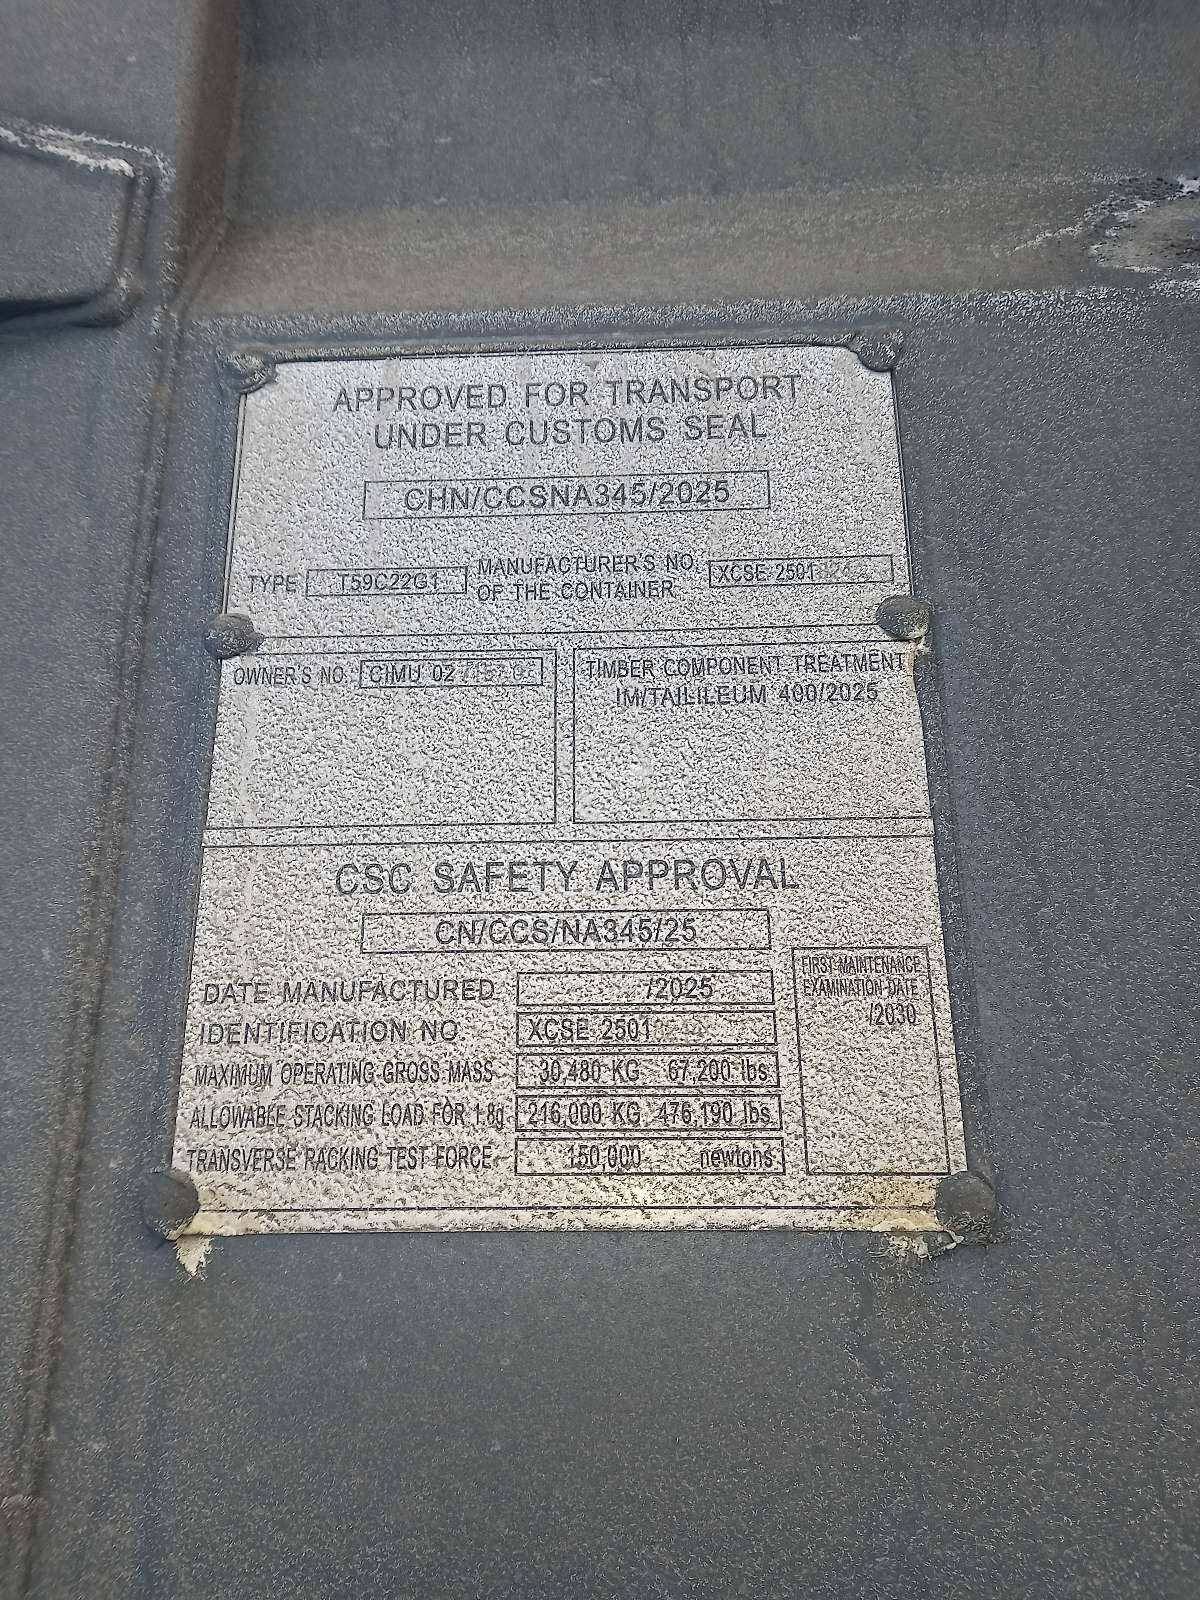 APPROVED FOR TRANSPORT
UNDER CUSTOMS SEAL
CHN/CCSNA345/2025
TYPE T59C22G1 MANUFACTURER'S NO. OF THE CONTAINER XCSE 2501
OWNER'S NO. CIMU 02
TIMBER COMPONENT TREATMENT
IM/TAILILEUM 400/2025
CSC SAFETY APPROVAL
CN/CCS/NA345/25
DATE MANUFACTURED /2025
IDENTIFICATION NO XCSE 2501
MAXIMUM OPERATING GROSS MASS 30,480 KG 67,200 lbs
ALLOWABLE STACKING LOAD FOR 1.8g 216,000 KG 476,190 lbs
TRANSVERSE RACKING TEST FORCE 150,000 newtons
FIRST MAINTENANCE
EXAMINATION DATE
/2030